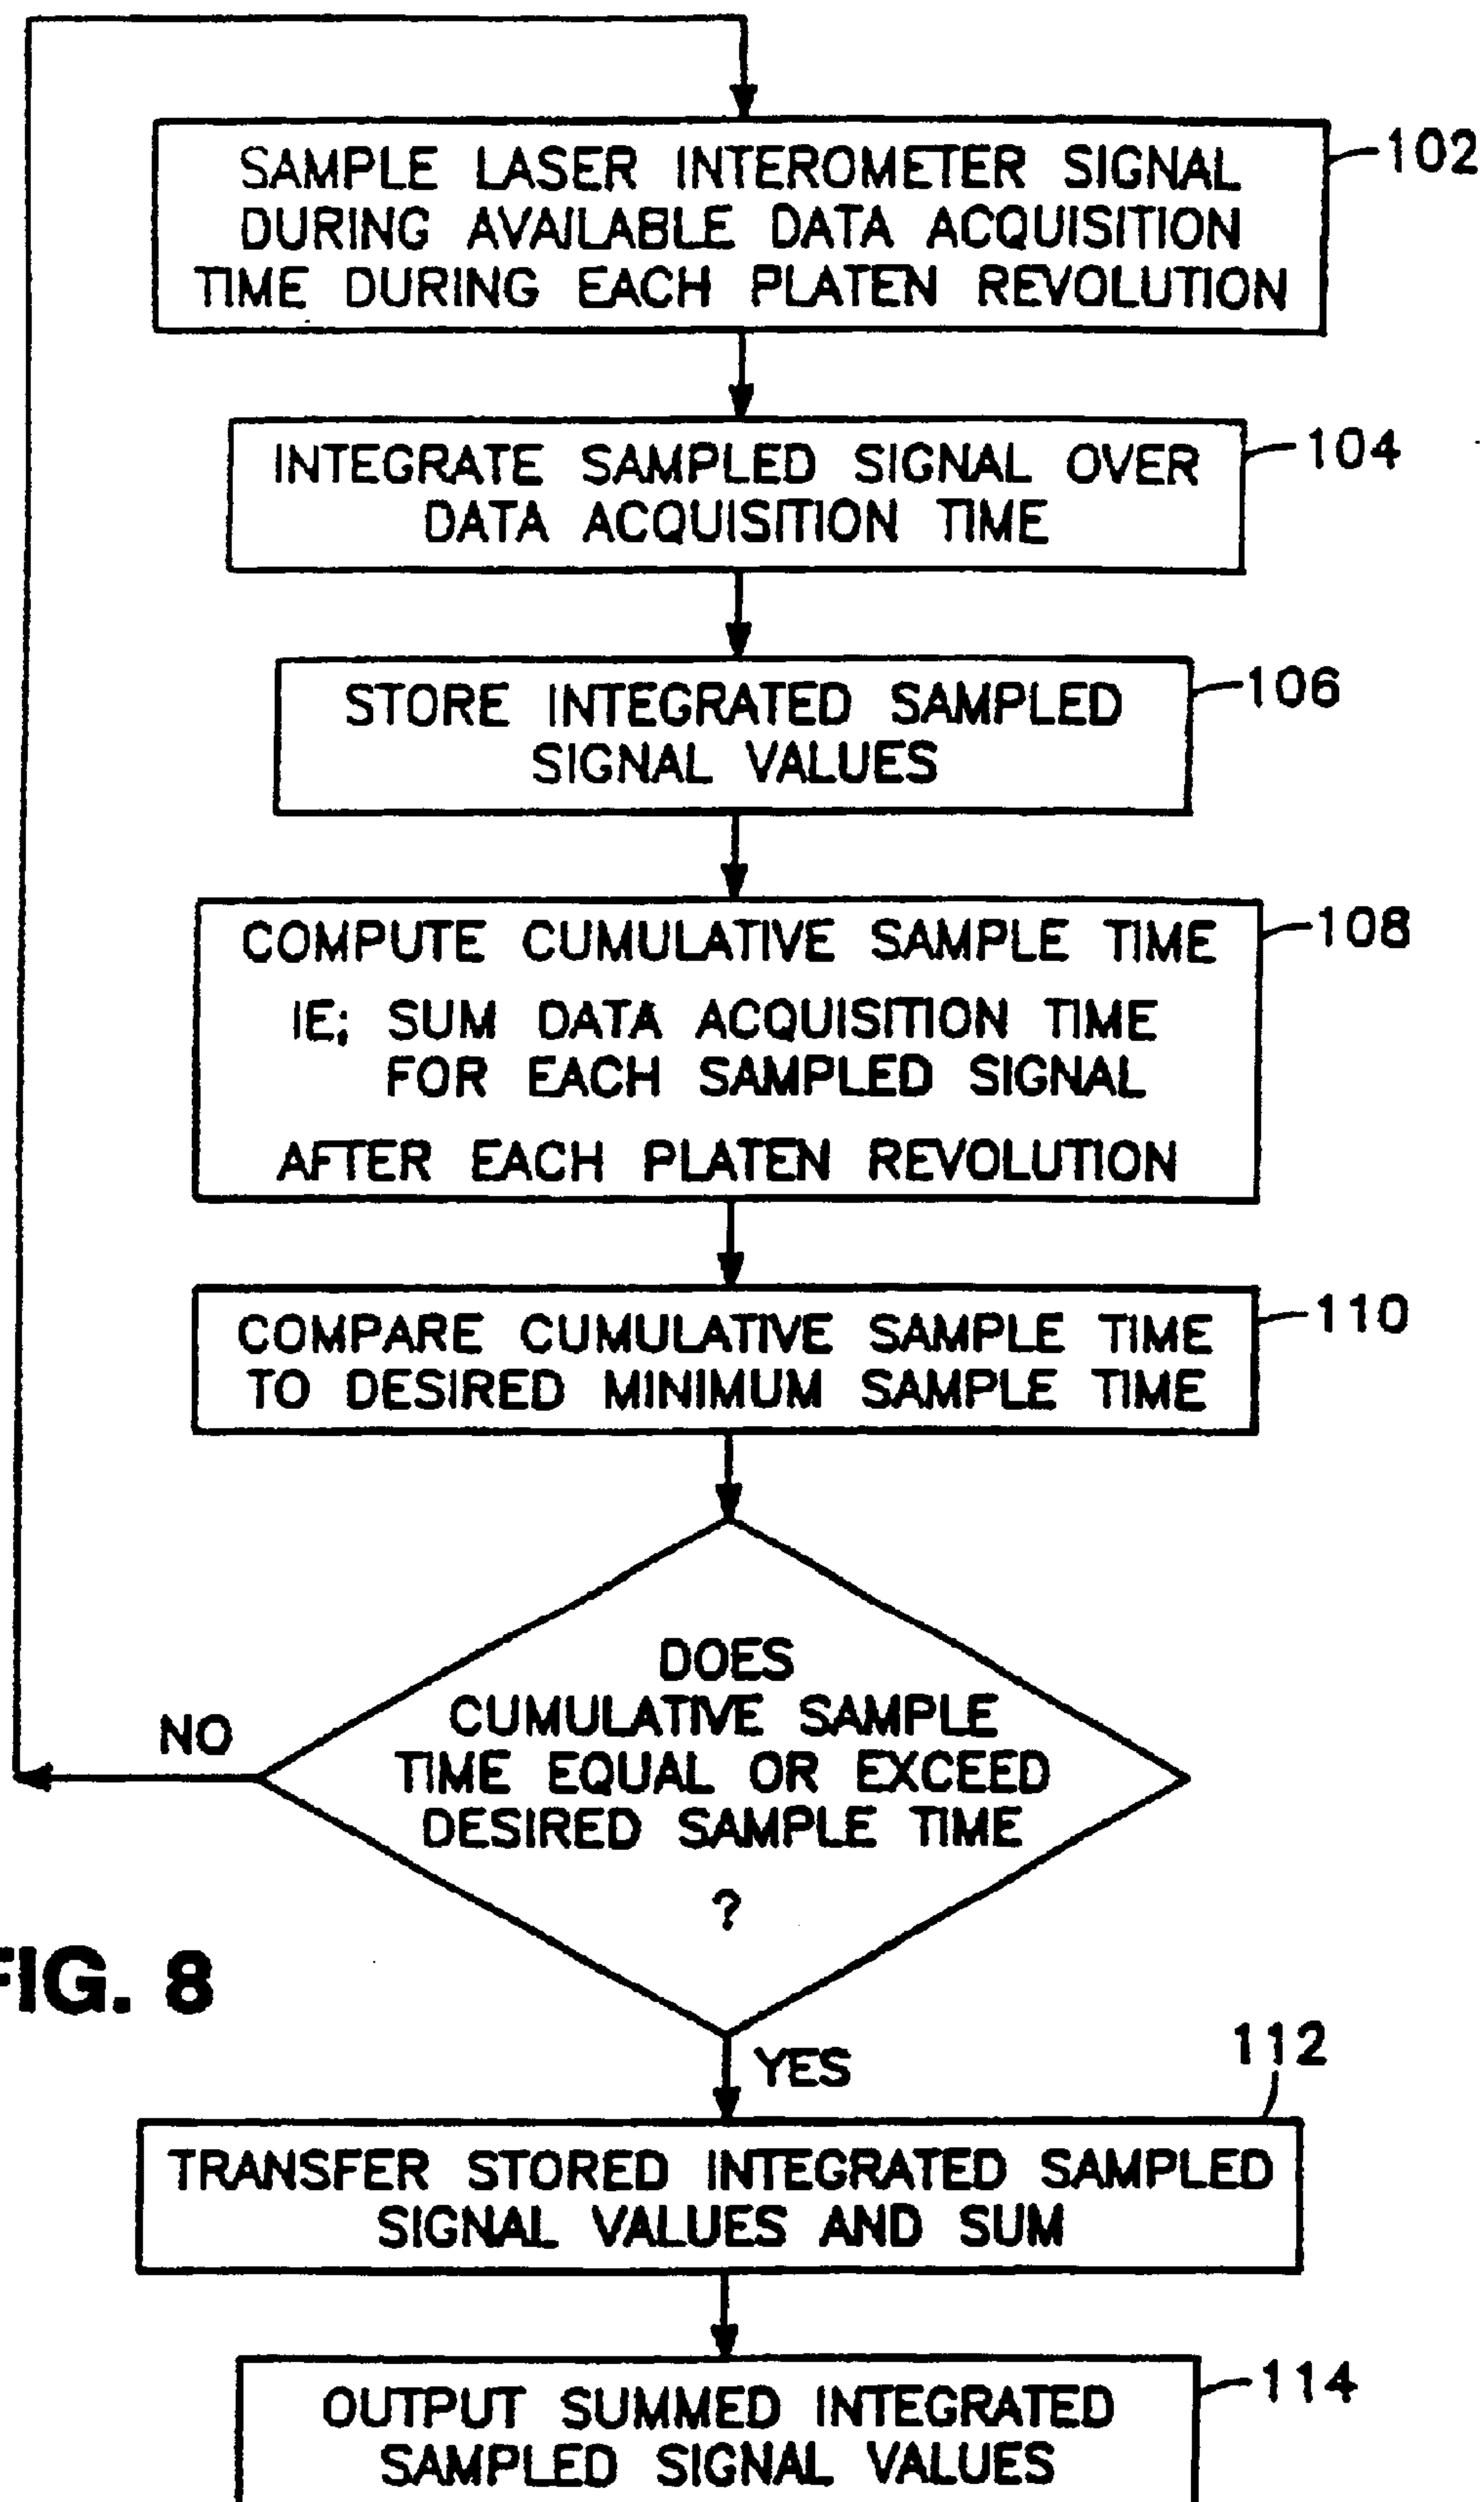 SAMPLE LASER INTEROMETER SIGNAL
DURING AVAILABLE DATA ACQUISITION
TIME DURING EACH PLATEN REVOLUTION
102
INTEGRATE SAMPLED SIGNAL OVER
DATA ACQUISITION TIME
104
STORE INTEGRATED SAMPLED
SIGNAL VALUES
106
COMPUTE CUMULATIVE SAMPLE TIME
IE; SUM DATA ACQUISITION TIME
FOR EACH SAMPLED SIGNAL
AFTER EACH PLATEN REVOLUTION
108
COMPARE CUMULATIVE SAMPLE TIME
TO DESIRED MINIMUM SAMPLE TIME
110
DOES
CUMULATIVE SAMPLE
TIME EQUAL OR EXCEED
DESIRED SAMPLE TIME
?
NO
FIG. 8
YES
112
TRANSFER STORED INTEGRATED SAMPLED
SIGNAL VALUES AND SUM
OUTPUT SUMMED INTEGRATED
SAMPLED SIGNAL VALUES
114